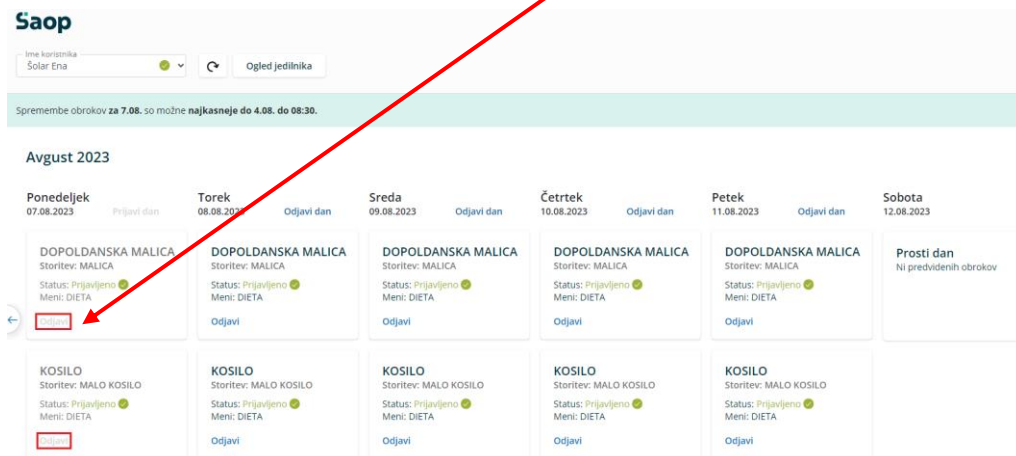 Saop
Ime koristnika
Šolar Ena
Ogled jedilnika
Spremembe obrokov za 7.08. so možne najkasneje do 4.08. do 08:30.
Avgust 2023
Ponedeljek
07.08.2023 Prijavi dan
Torek
08.08.2023 Odjavi dan
Sreda
09.08.2023 Odjavi dan
Četrtek
10.08.2023 Odjavi dan
Petek
11.08.2023 Odjavi dan
Sobota
12.08.2023
DOPOLDANSKA MALICA
Storitev: MALICA
Status: Prijavljeno
Meni: DIETA
Odjavi
DOPOLDANSKA MALICA
Storitev: MALICA
Status: Prijavljeno
Meni: DIETA
Odjavi
DOPOLDANSKA MALICA
Storitev: MALICA
Status: Prijavljeno
Meni: DIETA
Odjavi
DOPOLDANSKA MALICA
Storitev: MALICA
Status: Prijavljeno
Meni: DIETA
Odjavi
DOPOLDANSKA MALICA
Storitev: MALICA
Status: Prijavljeno
Meni: DIETA
Odjavi
Prosti dan
Ni predvidenih obrokov
KOSILO
Storitev: MALO KOSILO
Status: Prijavljeno
Meni: DIETA
Odjavi
KOSILO
Storitev: MALO KOSILO
Status: Prijavljeno
Meni: DIETA
Odjavi
KOSILO
Storitev: MALO KOSILO
Status: Prijavljeno
Meni: DIETA
Odjavi
KOSILO
Storitev: MALO KOSILO
Status: Prijavljeno
Meni: DIETA
Odjavi
KOSILO
Storitev: MALO KOSILO
Status: Prijavljeno
Meni: DIETA
Odjavi